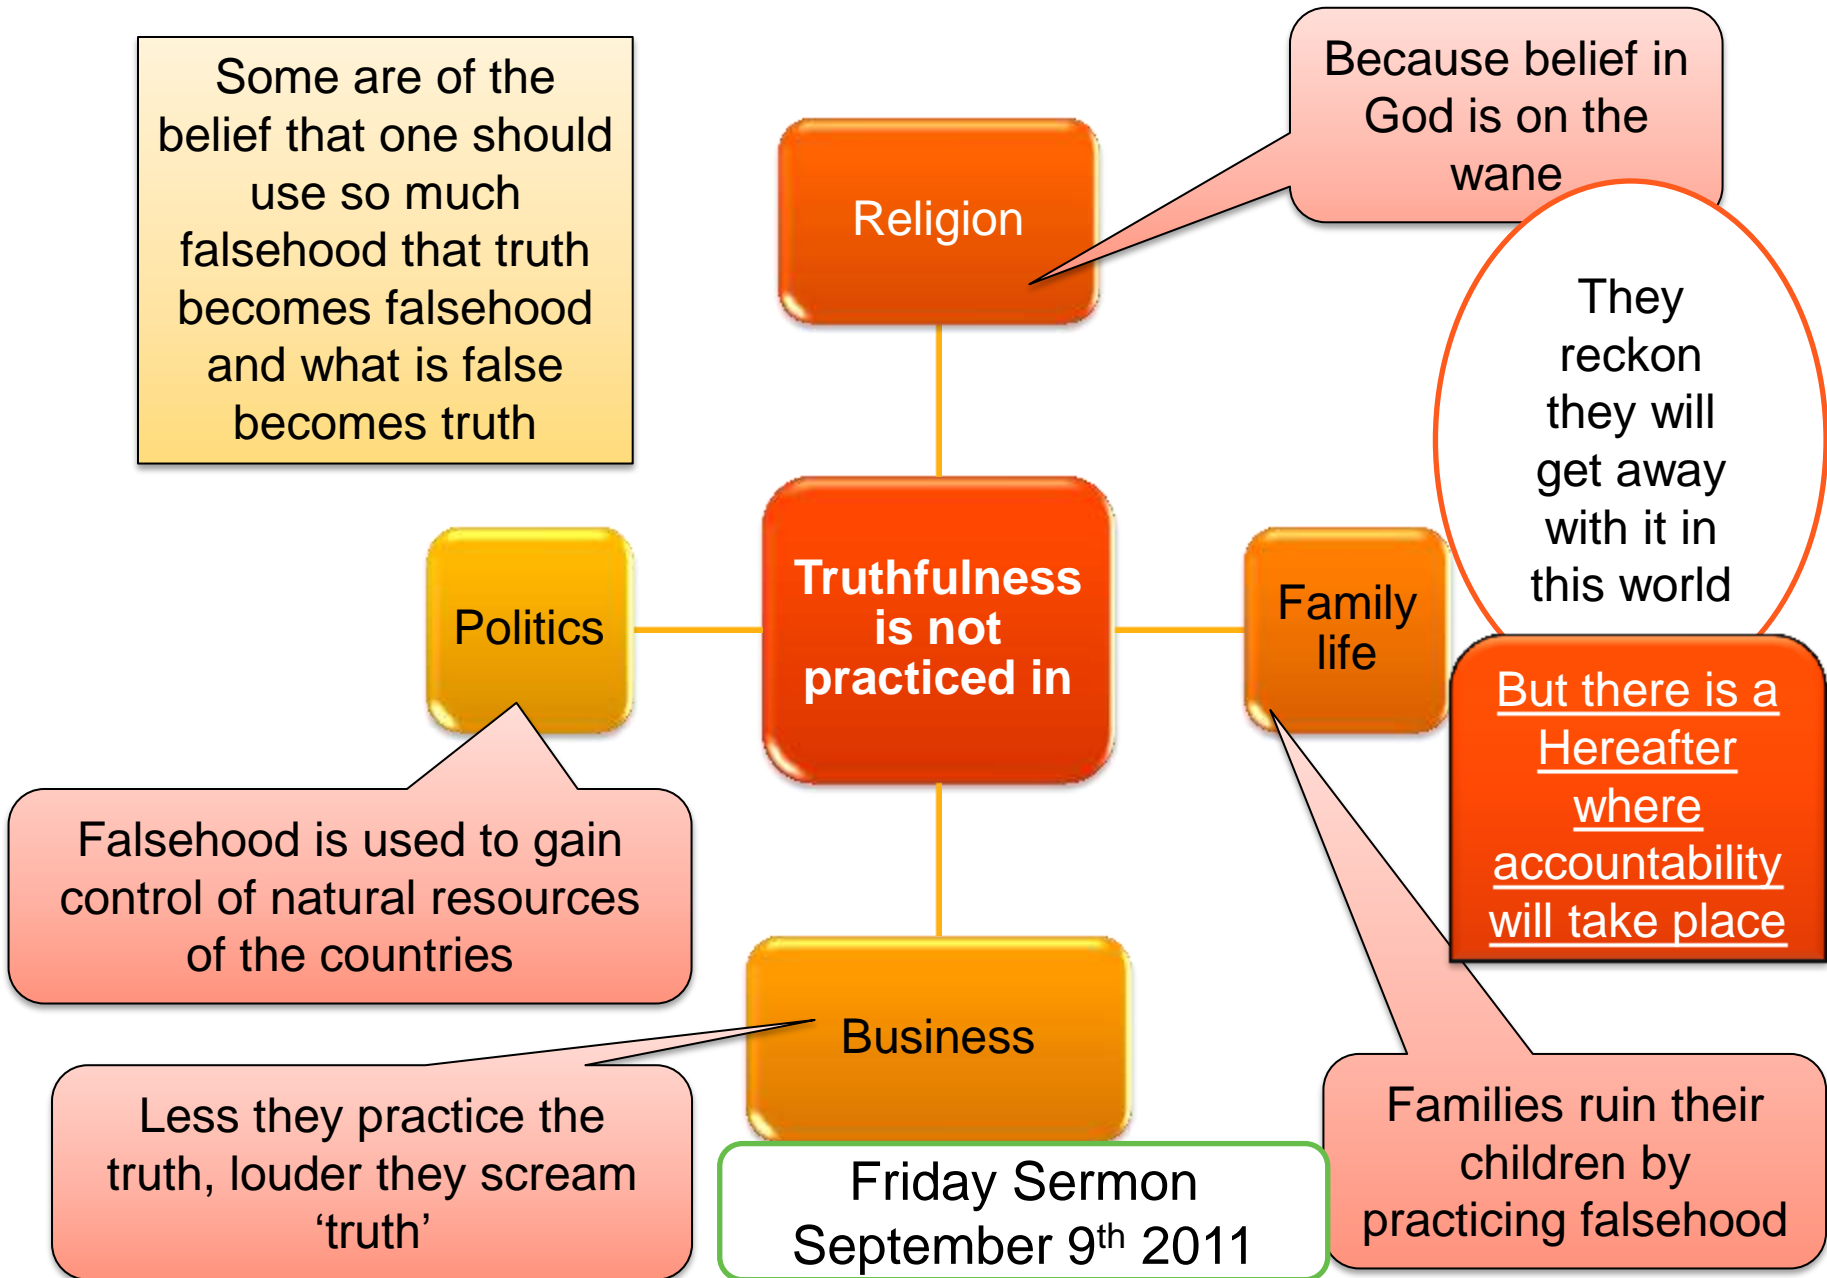 Some are of the
belief that one should
use so much
falsehood that truth
becomes falsehood
and what is false
becomes truth
Religion
Because belief in
God is on the
wane
They
reckon
they will
get away
with it in
this world
Politics
Truthfulness
is not
practiced in
Family
life
But there is a
Hereafter
where
accountability
will take place
Falsehood is used to gain
control of natural resources
of the countries
Business
Less they practice the
truth, louder they scream
‘truth’
Families ruin their
children by
practicing falsehood
Friday Sermon
September 9th 2011